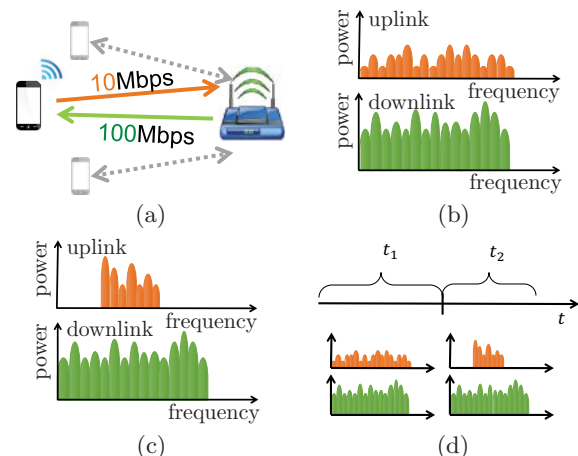 10Mbps
100Mbps
(a)
power
uplink
frequency
power
downlink
frequency
(b)
power
uplink
frequency
power
downlink
frequency
(c)
t1
t2
t
(d)